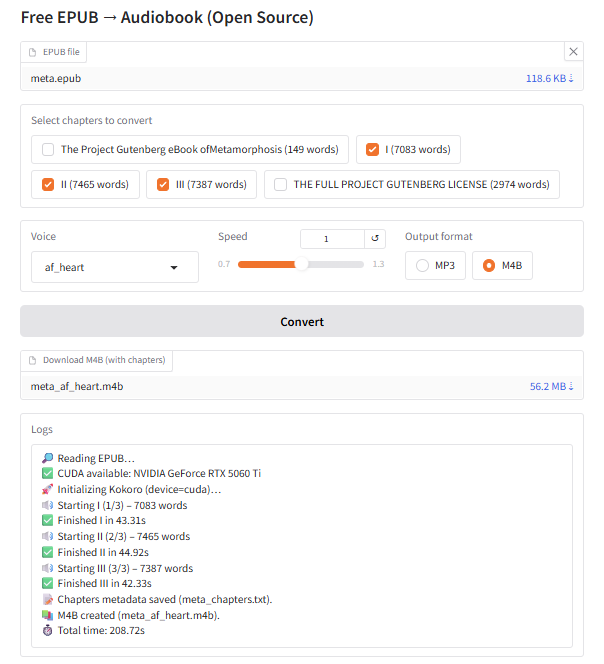 Free EPUB → Audiobook (Open Source)
EPUB file
meta.epub 118.6 KB ⇣
Select chapters to convert
The Project Gutenberg eBook ofMetamorphosis (149 words) I (7083 words)
II (7465 words) III (7387 words) THE FULL PROJECT GUTENBERG LICENSE (2974 words)
Voice Speed 1 Output format
af_heart 0.7 1.3 MP3 M4B
Convert
Download M4B (with chapters)
meta_af_heart.m4b 56.2 MB ⇣
Logs
🔎 Reading EPUB…
✅ CUDA available: NVIDIA GeForce RTX 5060 Ti
🚀 Initializing Kokoro (device=cuda)…
🔊 Starting I (1/3) – 7083 words
✅ Finished I in 43.31s
🔊 Starting II (2/3) – 7465 words
✅ Finished II in 44.92s
🔊 Starting III (3/3) – 7387 words
✅ Finished III in 42.33s
📝 Chapters metadata saved (meta_chapters.txt).
📚 M4B created (meta_af_heart.m4b).
⏱ Total time: 208.72s